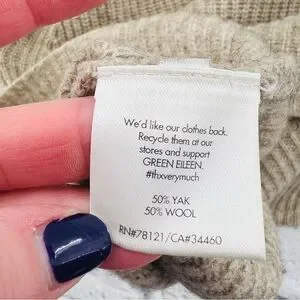 We'd like our clothes back.
Recycle them at our
stores and support
GREEN EILEEN.
#thxverymuch
50% YAK
50% WOOL
RN#78121/CA#34460